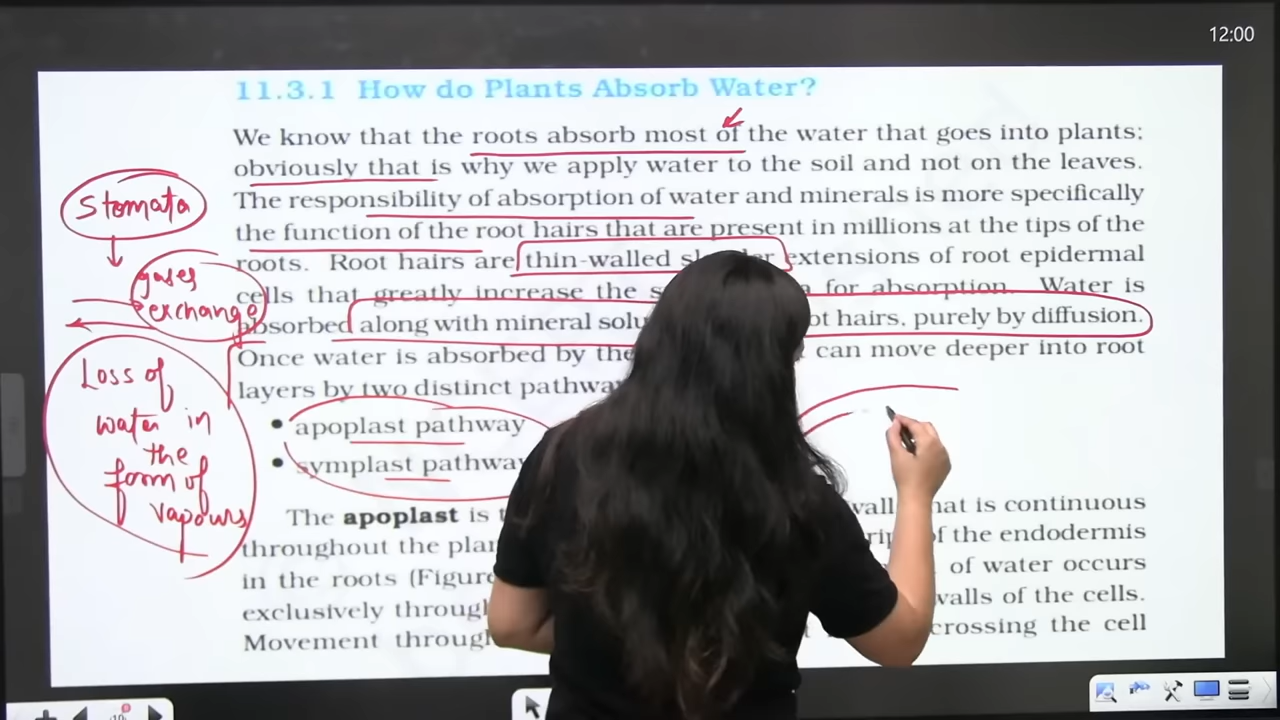 12:00
11.3.1 How do Plants Absorb Water?
We know that the roots absorb most of the water that goes into plants;
obviously that is why we apply water to the soil and not on the leaves.
The responsibility of absorption of water and minerals is more specifically
the function of the root hairs that are present in millions at the tips of the
roots. Root hairs are thin-walled extensions of root epidermal
cells that greatly increase the for absorption. Water is
absorbed along with mineral hairs, purely by diffusion.
Once water is absorbed by the can move deeper into root
layers by two distinct
• apoplast pathway
• symplast pathway
The apoplast is that is continuous
throughout the of the endodermis
in the roots of water occurs
exclusively walls of the cells.
Movement crossing the cell
Stomata
gases
exchange
Loss of
water in
the
form of
vapours